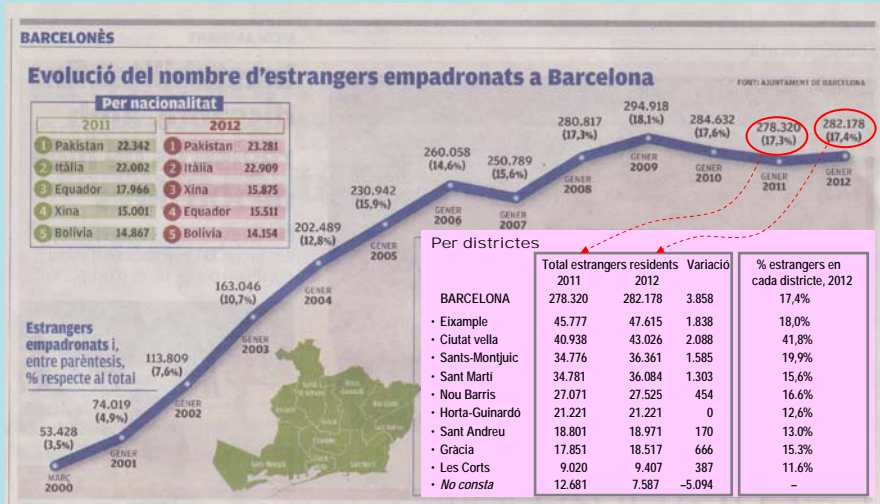 BARCELONÈS
Evolució del nombre d'estrangers empadronats a Barcelona
FONT: AJUNTAMENT DE BARCELONA
Per nacionalitat
2011
1 Pakistan 22.342
2 Itàlia 22.002
3 Equador 17.966
4 Xina 15.001
5 Bolívia 14.867
2012
1 Pakistan 23.281
2 Itàlia 22.909
3 Xina 15.875
4 Equador 15.511
5 Bolívia 14.154
Estrangers
empadronats i,
entre parèntesis,
% respecte al total
53.428
(3,5%)
MARÇ
2000
74.019
(4,9%)
GENER
2001
113.809
(7,6%)
GENER
2002
163.046
(10,7%)
GENER
2003
202.489
(12,8%)
GENER
2004
230.942
(15,9%)
GENER
2005
260.058
(14,6%)
GENER
2006
250.789
(15,6%)
GENER
2007
280.817
(17,3%)
GENER
2008
294.918
(18,1%)
GENER
2009
284.632
(17,6%)
GENER
2010
278.320
(17,3%)
GENER
2011
282.178
(17,4%)
GENER
2012
Per districtes
Total estrangers residents Variació % estrangers en
2011 2012 cada districte, 2012
BARCELONA 278.320 282.178 3.858 17,4%
• Eixample 45.777 47.615 1.838 18,0%
• Ciutat vella 40.938 43.026 2.088 41,8%
• Sants-Montjuic 34.776 36.361 1.585 19,9%
• Sant Martí 34.781 36.084 1.303 15,6%
• Nou Barris 27.071 27.525 454 16.6%
• Horta-Guinardó 21.221 21.221 0 12,6%
• Sant Andreu 18.801 18.971 170 13.0%
• Gràcia 17.851 18.517 666 15.3%
• Les Corts 9.020 9.407 387 11.6%
• No consta 12.681 7.587 –5.094 –